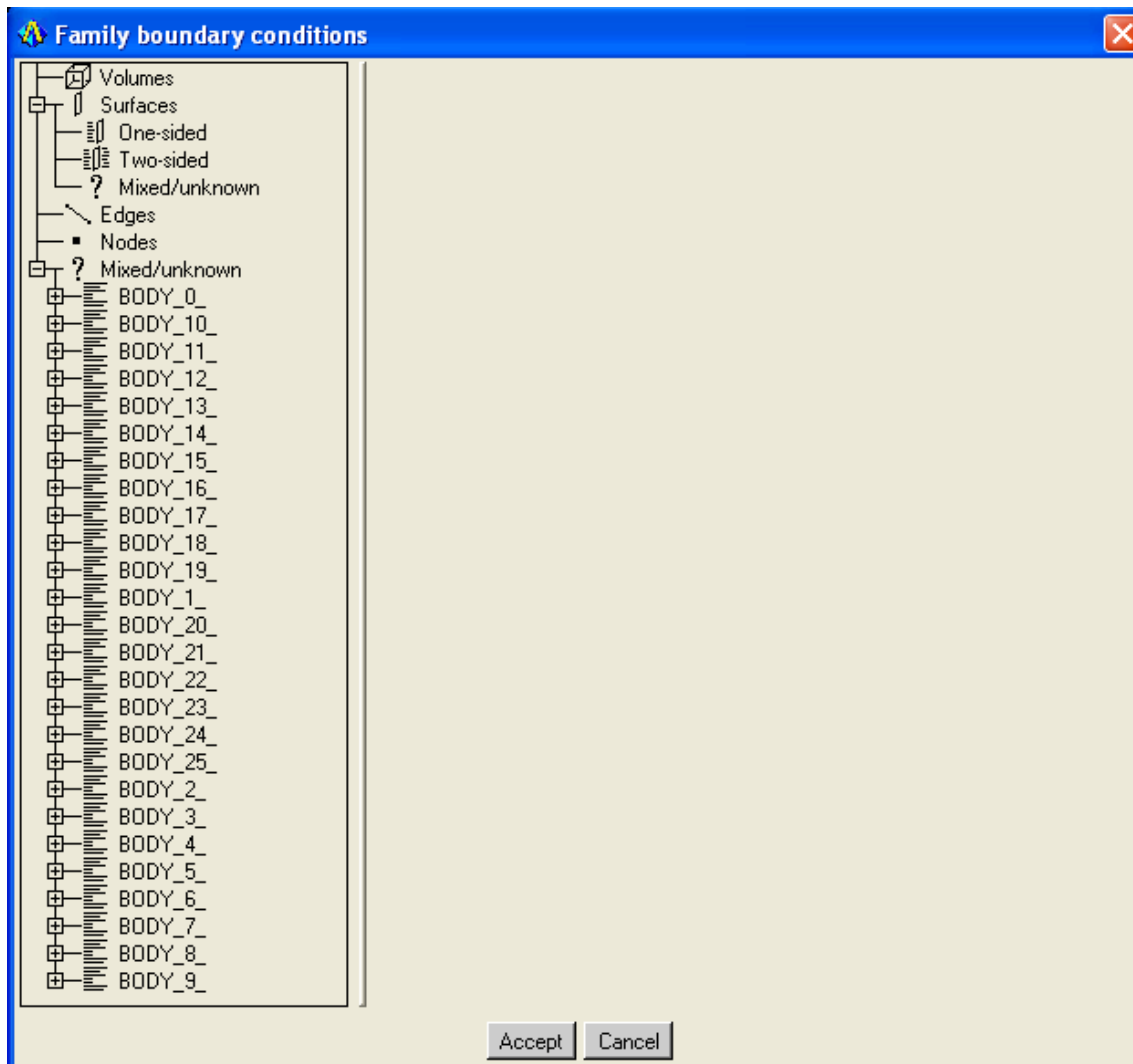 Family boundary conditions
Volumes
Surfaces
One-sided
Two-sided
? Mixed/unknown
Edges
Nodes
? Mixed/unknown
BODY_0_
BODY_10_
BODY_11_
BODY_12_
BODY_13_
BODY_14_
BODY_15_
BODY_16_
BODY_17_
BODY_18_
BODY_19_
BODY_1_
BODY_20_
BODY_21_
BODY_22_
BODY_23_
BODY_24_
BODY_25_
BODY_2_
BODY_3_
BODY_4_
BODY_5_
BODY_6_
BODY_7_
BODY_8_
BODY_9_
Accept Cancel